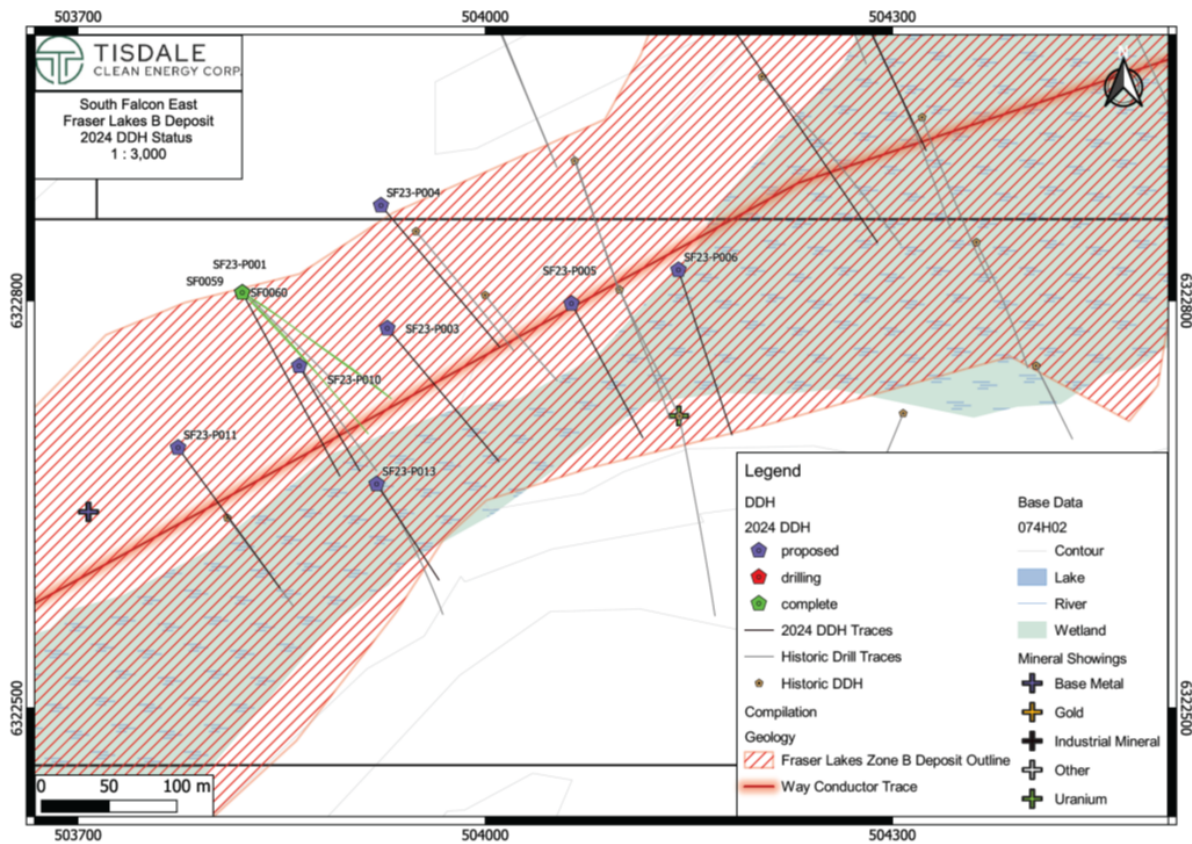 503700 504000 504300
TISDALE
CLEAN ENERGY CORP.
South Falcon East
Fraser Lakes B Deposit
2024 DDH Status
1 : 3,000
N
SF23-P004
SF23-P001
SF0059 SF0060
SF23-P005
SF23-P006
6322800 6322800
SF23-P003
SF23-P010
SF23-P011
SF23-P013
Legend
DDH
2024 DDH
proposed
drilling
complete
2024 DDH Traces
Historic Drill Traces
Historic DDH
Compilation
Geology
Fraser Lakes Zone B Deposit Outline
Way Conductor Trace
Base Data
074H02
Contour
Lake
River
Wetland
Mineral Showings
Base Metal
Gold
Industrial Mineral
Other
Uranium
6322500 6322500
0 50 100 m
503700 504000 504300